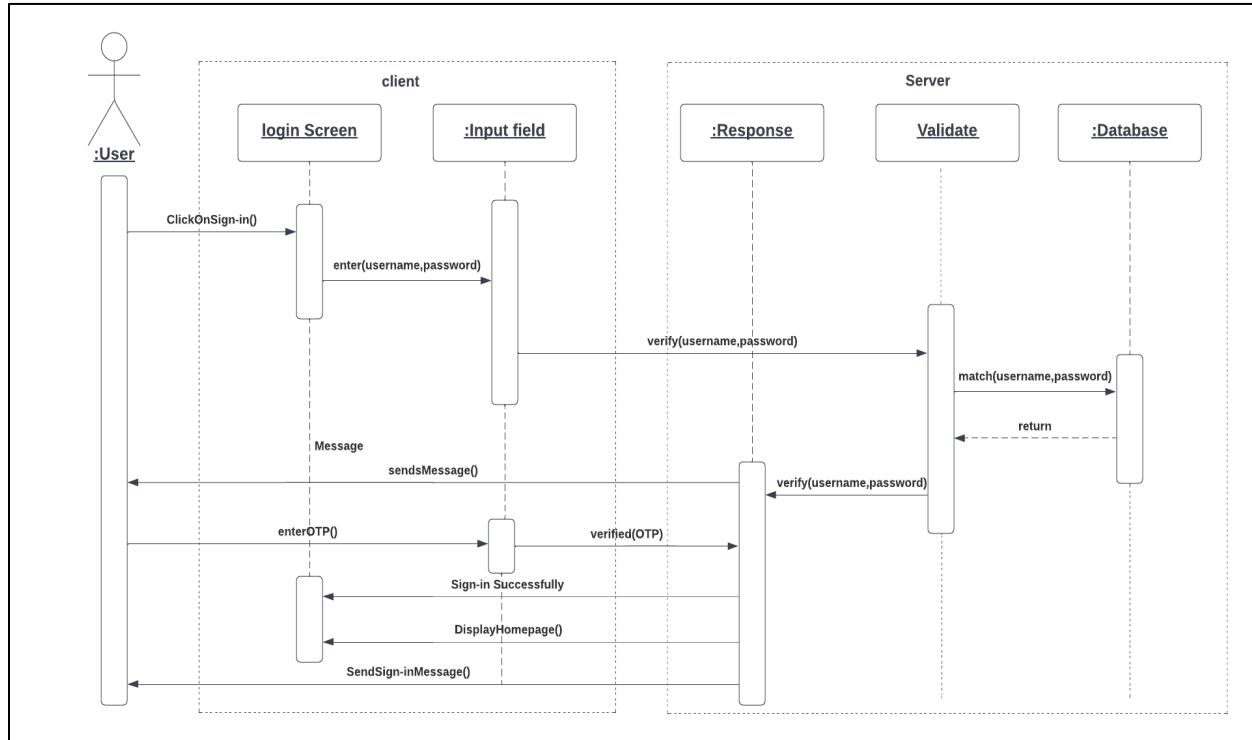 client
Server
login Screen
:Input field
:Response
Validate
:Database
:User
ClickOnSign-in()
enter(username,password)
verify(username,password)
match(username,password)
return
Message
sendsMessage()
verify(username,password)
enterOTP()
verified(OTP)
Sign-in Successfully
DisplayHomepage()
SendSign-inMessage()